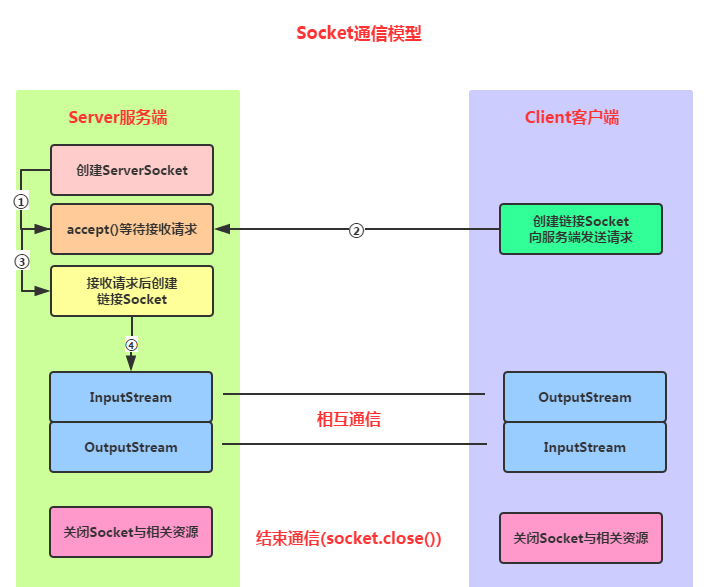 Socket通信模型
Server服务端
Client客户端
创建ServerSocket
①
accept()等待接收请求
②
创建链接Socket
向服务端发送请求
③
接收请求后创建
链接Socket
④
InputStream
OutputStream
相互通信
OutputStream
InputStream
关闭Socket与相关资源
结束通信(socket.close())
关闭Socket与相关资源